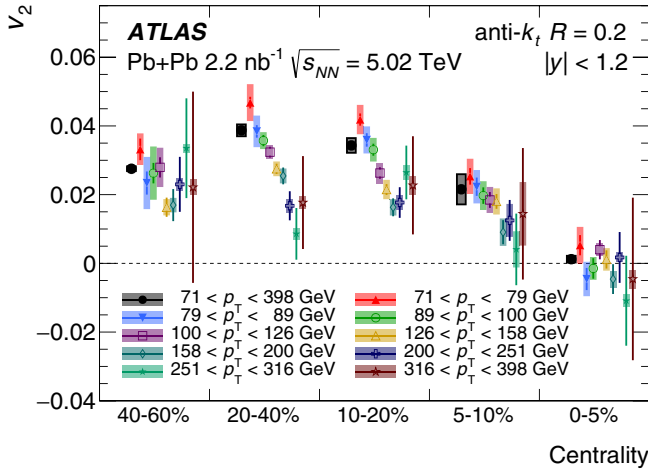 v2
0.06
0.04
0.02
0
−0.02
−0.04
ATLAS
anti-kt R = 0.2
Pb+Pb 2.2 nb-1 √sNN = 5.02 TeV
|y| < 1.2
71 < pT < 398 GeV
71 < pT < 79 GeV
79 < pT < 89 GeV
89 < pT < 100 GeV
100 < pT < 126 GeV
126 < pT < 158 GeV
158 < pT < 200 GeV
200 < pT < 251 GeV
251 < pT < 316 GeV
316 < pT < 398 GeV
40-60%
20-40%
10-20%
5-10%
0-5%
Centrality